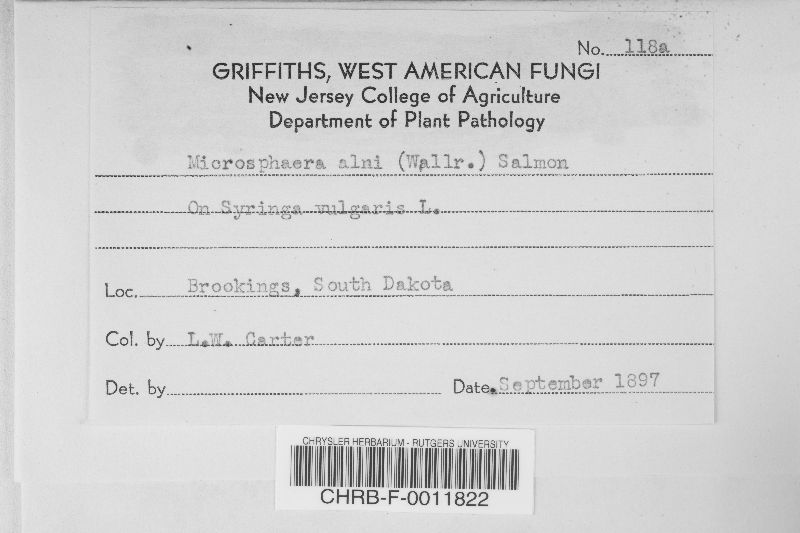 No. 118a
GRIFFITHS, WEST AMERICAN FUNGI
New Jersey College of Agriculture
Department of Plant Pathology
Microsphaera alni (Wallr.) Salmon
On Syringa vulgaris L.
Loc. Brookings, South Dakota
Col. by L.W. Carter
Det. by
Date. September 1897
CHRYSLER HERBARIUM - RUTGERS UNIVERSITY
CHRB-F-0011822